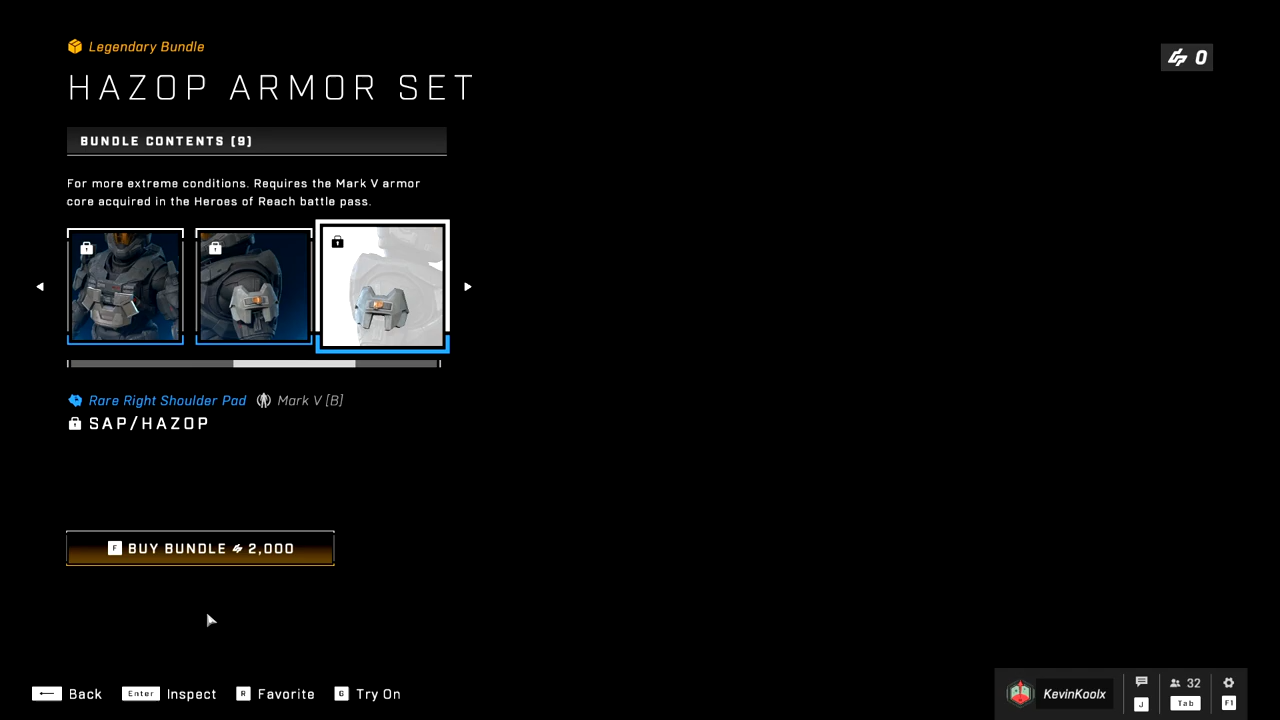 Legendary Bundle
0
HAZOP ARMOR SET
BUNDLE CONTENTS [9]
For more extreme conditions. Requires the Mark V armor
core acquired in the Heroes of Reach battle pass.
Rare Right Shoulder Pad Mark V [B]
SAP/HAZOP
F BUY BUNDLE 2,000
Back Enter Inspect R Favorite G Try On
KevinKoolx
J
32
Tab
F1